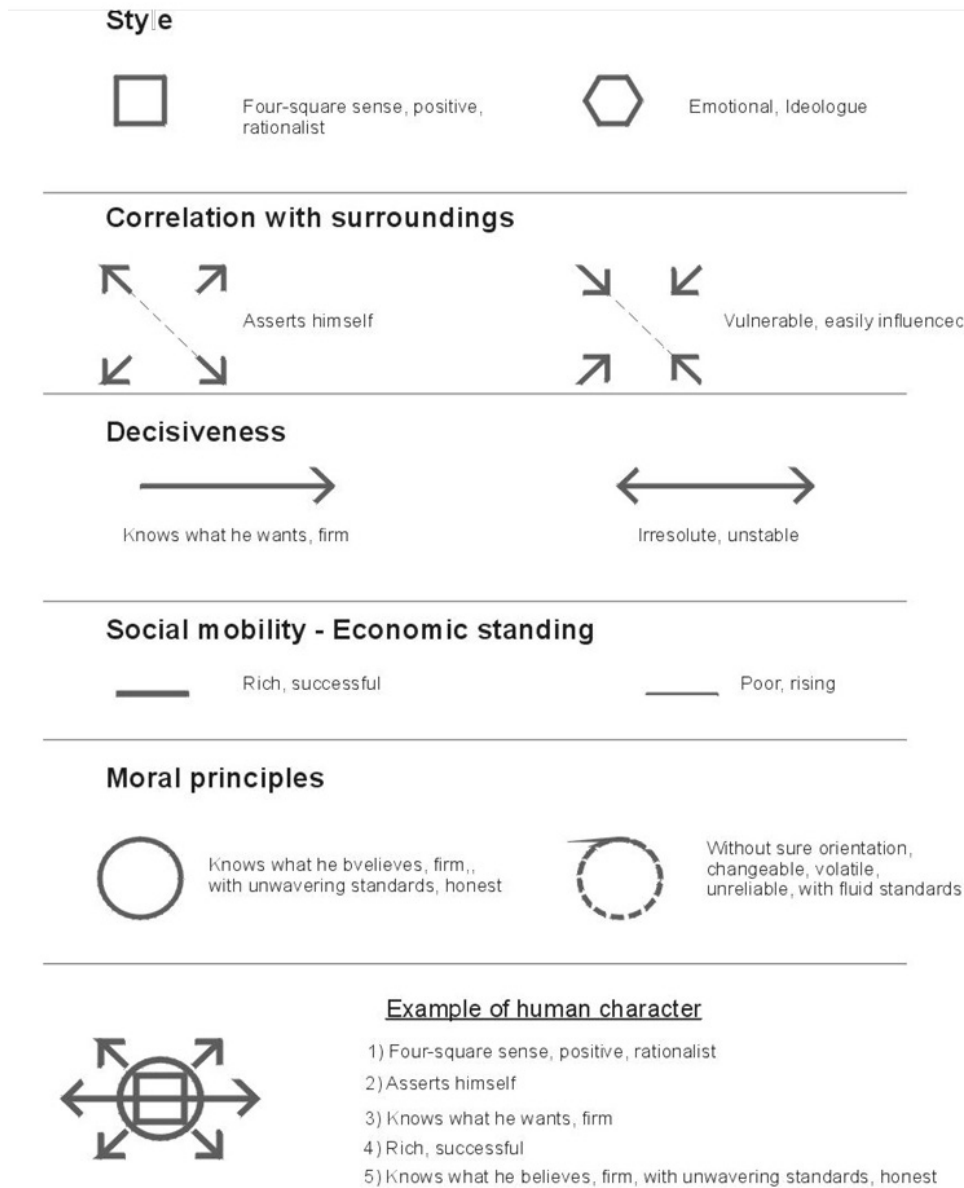 Style
Four-square sense, positive,
rationalist
Emotional, Ideologue
Correlation with surroundings
Asserts himself
Vulnerable, easily influenced
Decisiveness
Knows what he wants, firm
Irresolute, unstable
Social mobility - Economic standing
Rich, successful
Poor, rising
Moral principles
Knows what he bvelieves, firm,,
with unwavering standards, honest
Without sure orientation,
changeable, volatile,
unreliable, with fluid standards
Example of human character
1) Four-square sense, positive, rationalist
2) Asserts himself
3) Knows what he wants, firm
4) Rich, successful
5) Knows what he believes, firm, with unwavering standards, honest